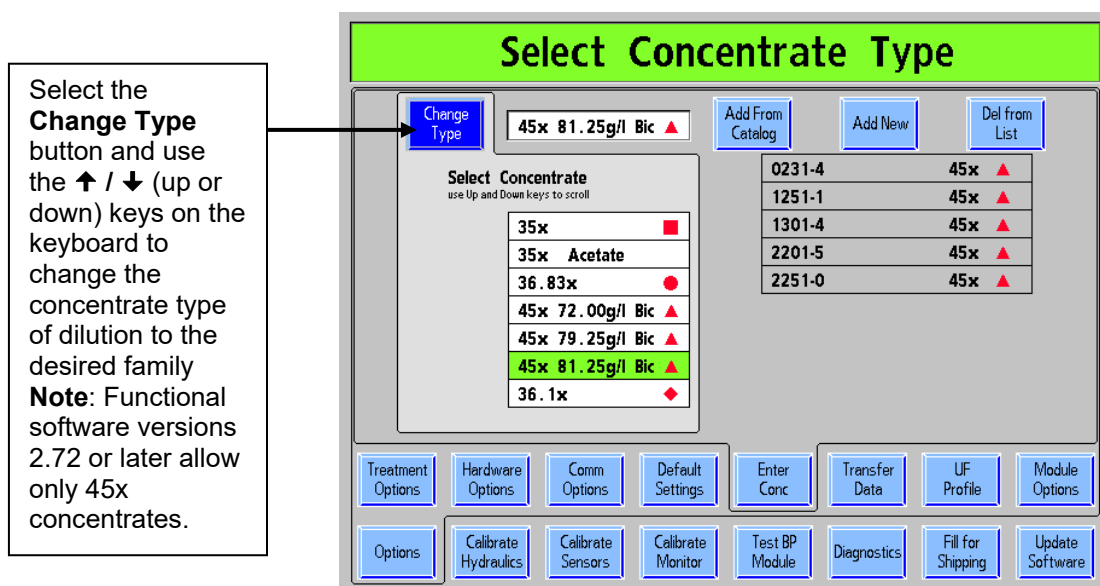 Select the
Change Type
button and use
the ↑ / ↓ (up or
down) keys on the
keyboard to
change the
concentrate type
of dilution to the
desired family
Note: Functional
software versions
2.72 or later allow
only 45x
concentrates.
Select Concentrate Type
Change
Type
45x 81.25g/l Bic ▲
Add From
Catalog
Add New
Del from
List
Select Concentrate
use Up and Down keys to scroll
35x ■
35x Acetate
36.83x ●
45x 72.00g/l Bic ▲
45x 79.25g/l Bic ▲
45x 81.25g/l Bic ▲
36.1x ◆
0231-4 45x ▲
1251-1 45x ▲
1301-4 45x ▲
2201-5 45x ▲
2251-0 45x ▲
Treatment
Options
Hardware
Options
Comm
Options
Default
Settings
Enter
Conc
Transfer
Data
UF
Profile
Module
Options
Options
Calibrate
Hydraulics
Calibrate
Sensors
Calibrate
Monitor
Test BP
Module
Diagnostics
Fill for
Shipping
Update
Software